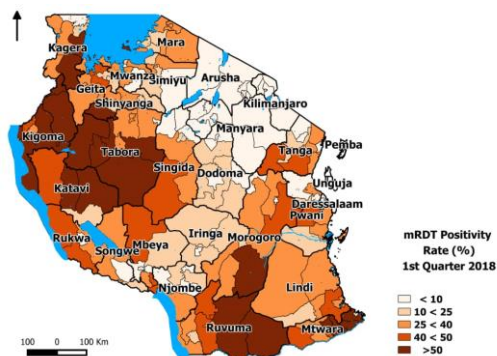 Kagera
Mara
Mwanza
Simiyu
Arusha
Geita
Shinyanga
Kilimanjaro
Manyara
Kigoma
Tabora
Tanga
Pemba
Singida
Dodoma
Unguja
Katavi
Daressalaam
Pwani
Rukwa
Mbeya
Iringa
Morogoro
Songwe
Njombe
Lindi
Ruvuma
Mtwara
100 0 100 Km
mRDT Positivity
Rate (%)
1st Quarter 2018
< 10
10 < 25
25 < 40
40 < 50
>50